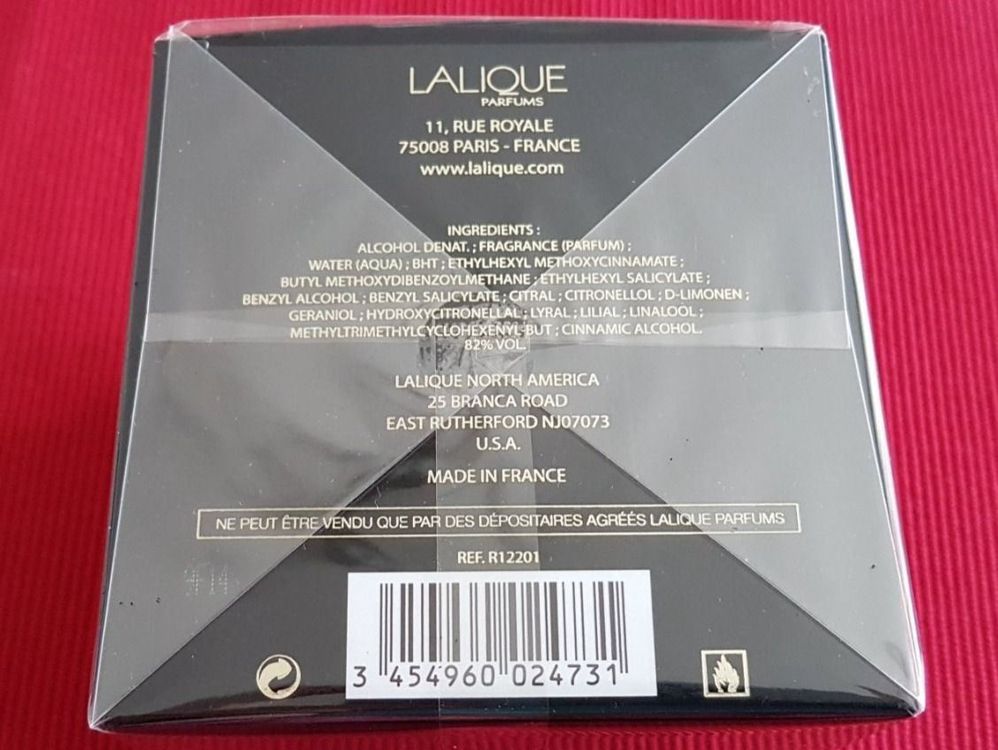 LALIQUE
PARFUMS
11, RUE ROYALE
75008 PARIS - FRANCE
www.lalique.com
INGREDIENTS :
ALCOHOL DENAT. ; FRAGRANCE (PARFUM) ;
WATER (AQUA) ; BHT ; ETHYLHEXYL METHOXYCINNAMATE ;
BUTYL METHOXYDIBENZOYLMETHANE ; ETHYLHEXYL SALICYLATE ;
BENZYL ALCOHOL ; BENZYL SALICYLATE ; CITRAL ; CITRONELLOL ; D-LIMONEN ;
GERANIOL ; HYDROXYCITRONELLAL ; LYRAL ; LILIAL ; LINALOOL ;
METHYLTRIMETHYLCYCLOHEXENYL BUT ; CINNAMIC ALCOHOL.
82% VOL.
LALIQUE NORTH AMERICA
25 BRANCA ROAD
EAST RUTHERFORD NJ07073
U.S.A.
MADE IN FRANCE
NE PEUT ÊTRE VENDU QUE PAR DES DÉPOSITAIRES AGRÉÉS LALIQUE PARFUMS
REF. R12201
3 454960 024731